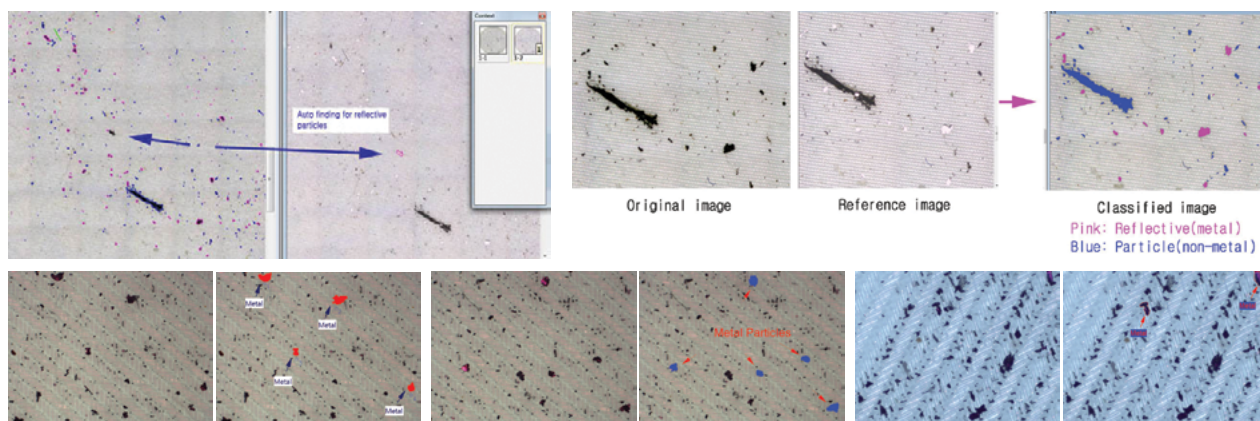 Context
Auto finding for reflective
particles
Original image
Reference image
Classified image
Pink: Reflective(metal)
Blue: Particle(non-metal)
Metal
Metal
Metal
Metal
Metal Particles